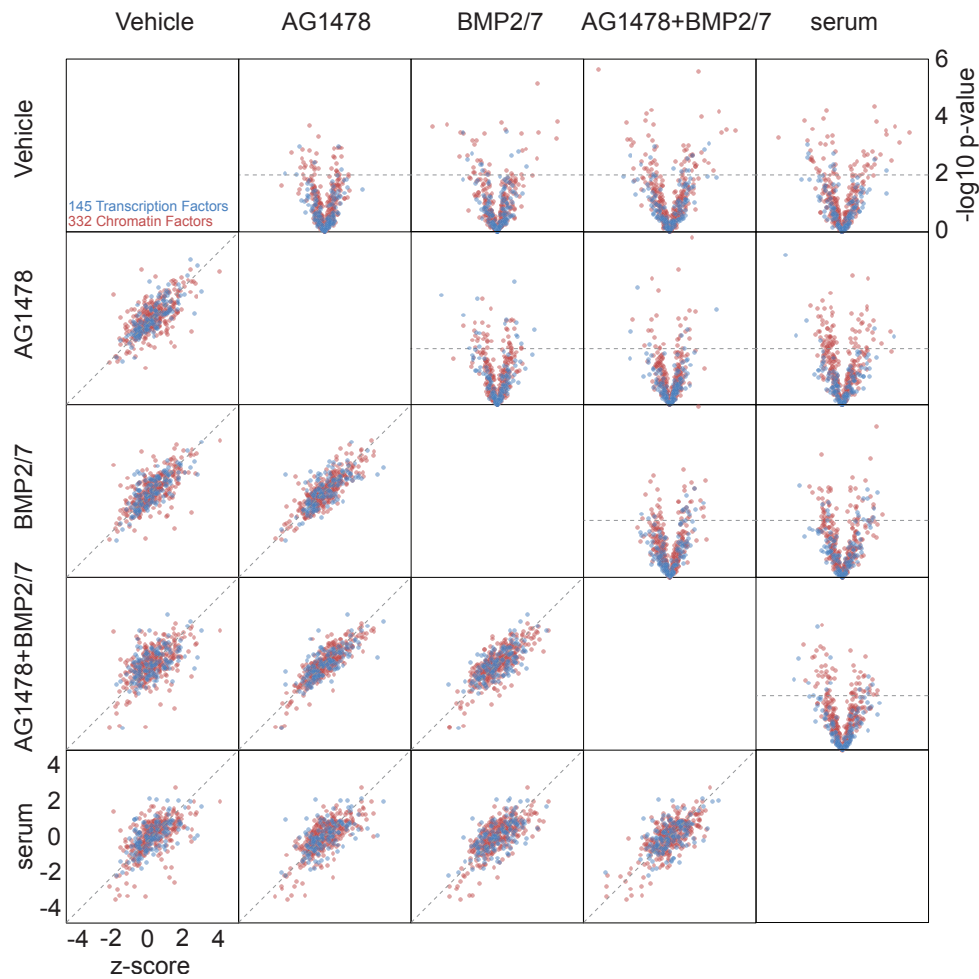 Vehicle AG1478 BMP2/7 AG1478+BMP2/7 serum
Vehicle
145 Transcription Factors
332 Chromatin Factors
6
4
2
0
-log10 p-value
AG1478
BMP2/7
AG1478+BMP2/7
serum
4
2
0
-2
-4
-4 -2 0 2 4
z-score